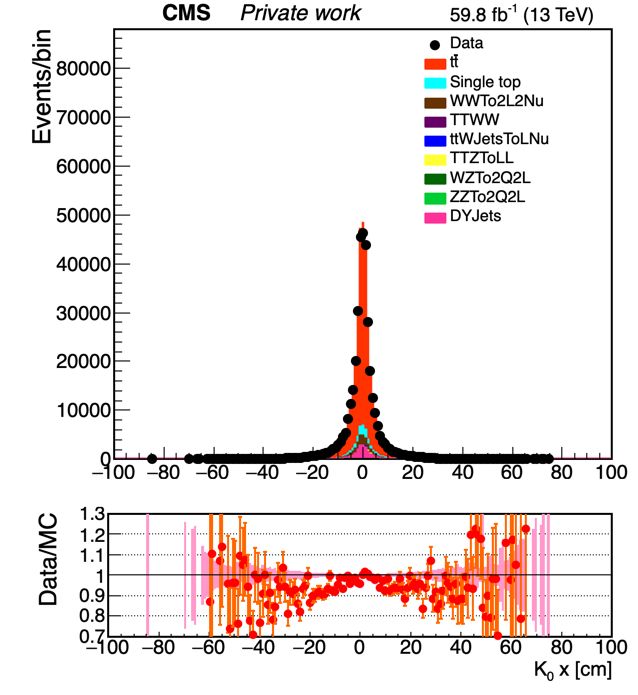 CMS Private work 59.8 fb⁻¹ (13 TeV)
Events/bin
80000
70000
60000
50000
40000
30000
20000
10000
0
Data
tt̄
Single top
WWTo2L2Nu
TTWW
ttWJetsToLNu
TTZToLL
WZTo2Q2L
ZZTo2Q2L
DYJets
−100 −80 −60 −40 −20 0 20 40 60 80 100
Data/MC
1.3
1.2
1.1
1
0.9
0.8
0.7
−100 −80 −60 −40 −20 0 20 40 60 80 100
K₀ x [cm]